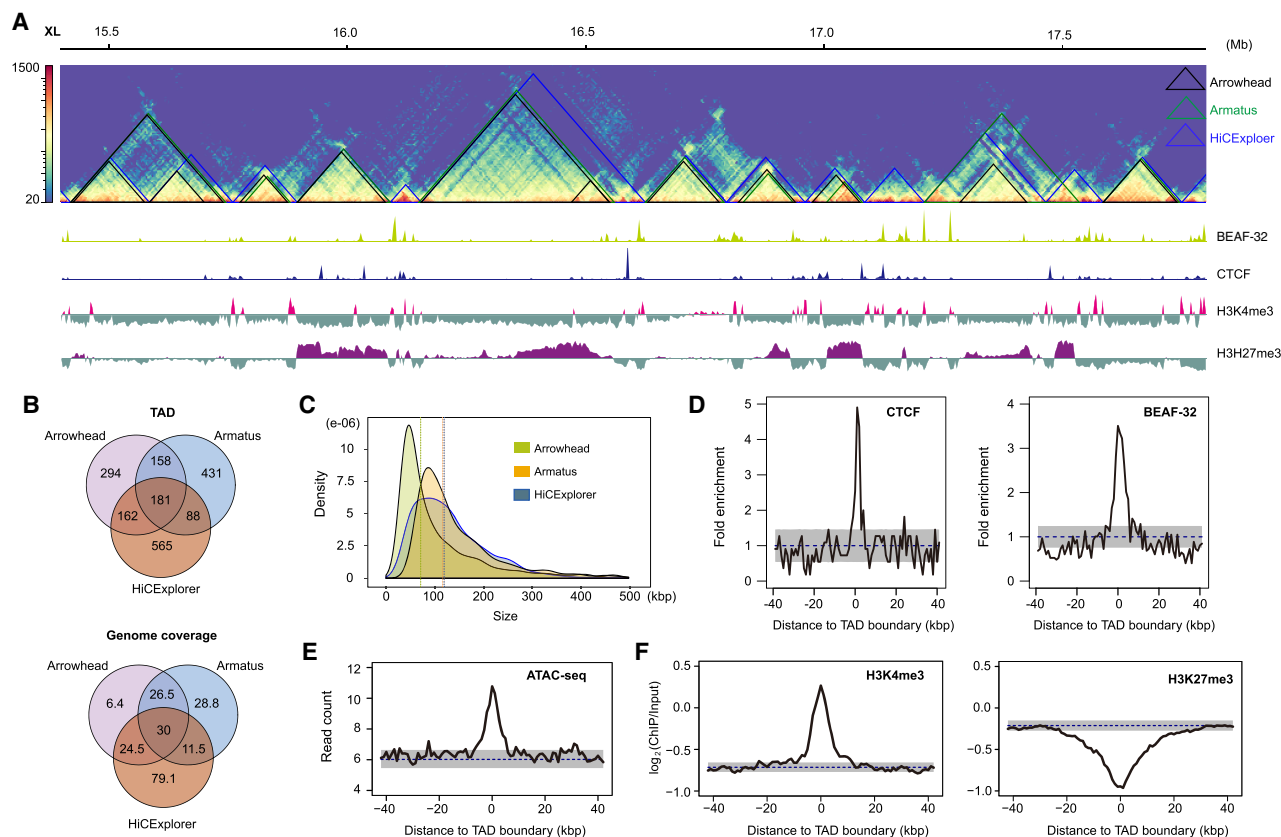 A
XL 15.5 16.0 16.5 17.0 17.5 (Mb)
1500
20
Arrowhead
Armatus
HiCExploer
BEAF-32
CTCF
H3K4me3
H3H27me3
B
TAD
Arrowhead Armatus
294 158 431
181
162 88
565
HiCExplorer
Genome coverage
Arrowhead Armatus
6.4 26.5 28.8
30
24.5 11.5
79.1
HiCExplorer
C
(e-06)
10
7.5
5.0
2.5
0
Density
Arrowhead
Armatus
HiCExplorer
0 100 200 300 400 500 (kbp)
Size
D
CTCF
5
4
3
2
1
0
Fold enrichment
-40 -20 0 20 40
Distance to TAD boundary (kbp)
BEAF-32
4
3
2
1
0
Fold enrichment
-40 -20 0 20 40
Distance to TAD boundary (kbp)
E
ATAC-seq
12
10
8
6
4
Read count
−40 −20 0 20 40
Distance to TAD boundary (kbp)
F
H3K4me3
0.5
0.0
−0.5
−1.0
log2(ChIP/Input)
−40 −20 0 20 40
Distance to TAD boundary (kbp)
H3K27me3
0.5
0.0
−0.5
−1.0
−40 −20 0 20 40
Distance to TAD boundary (kbp)